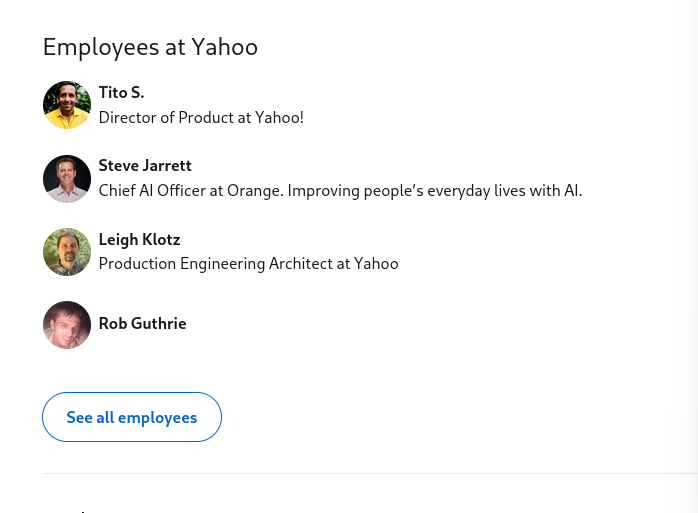 Employees at Yahoo
Tito S.
Director of Product at Yahoo!
Steve Jarrett
Chief AI Officer at Orange. Improving people’s everyday lives with AI.
Leigh Klotz
Production Engineering Architect at Yahoo
Rob Guthrie
See all employees